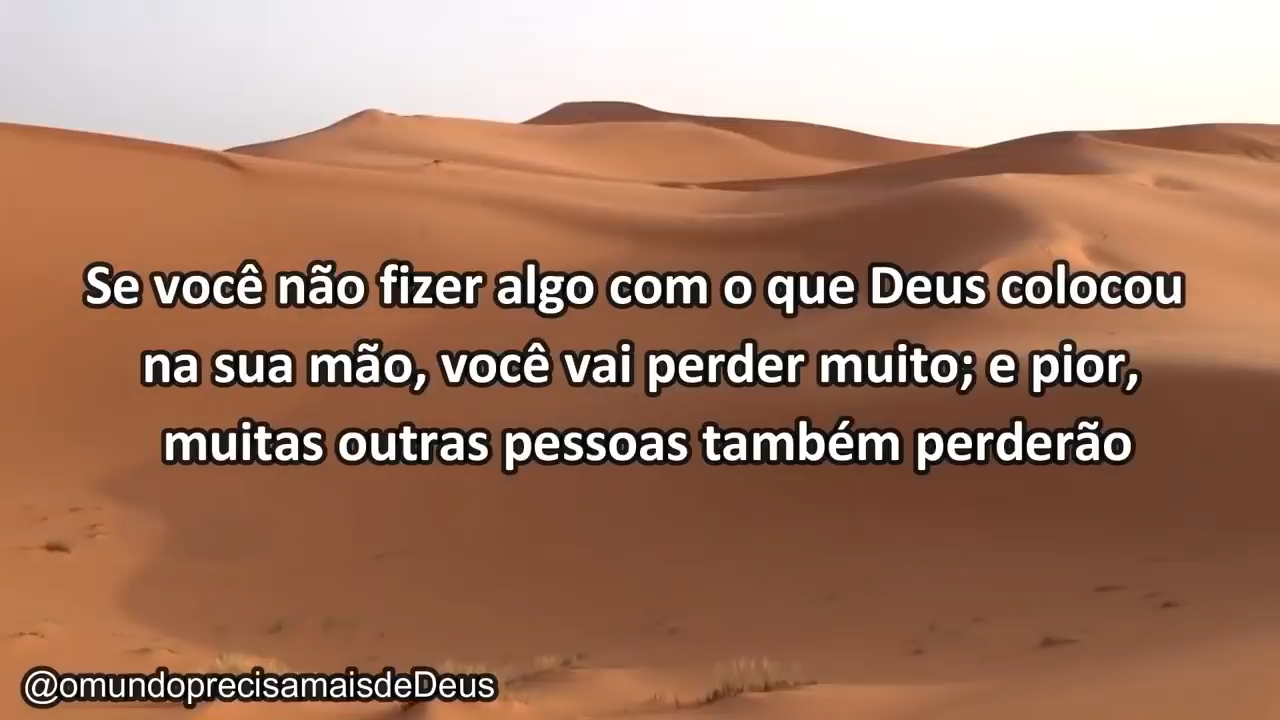 Se você não fizer algo com o que Deus colocou
na sua mão, você vai perder muito; e pior,
muitas outras pessoas também perderão
@omundoprecisamaisdeDeus